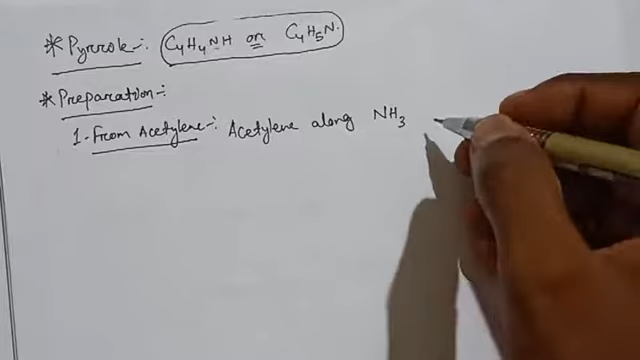 *Pyrrole-: C₄H₄NH or C₄H₅N.
*Preparation-:
1.From Acetylene-: Acetylene along NH₃